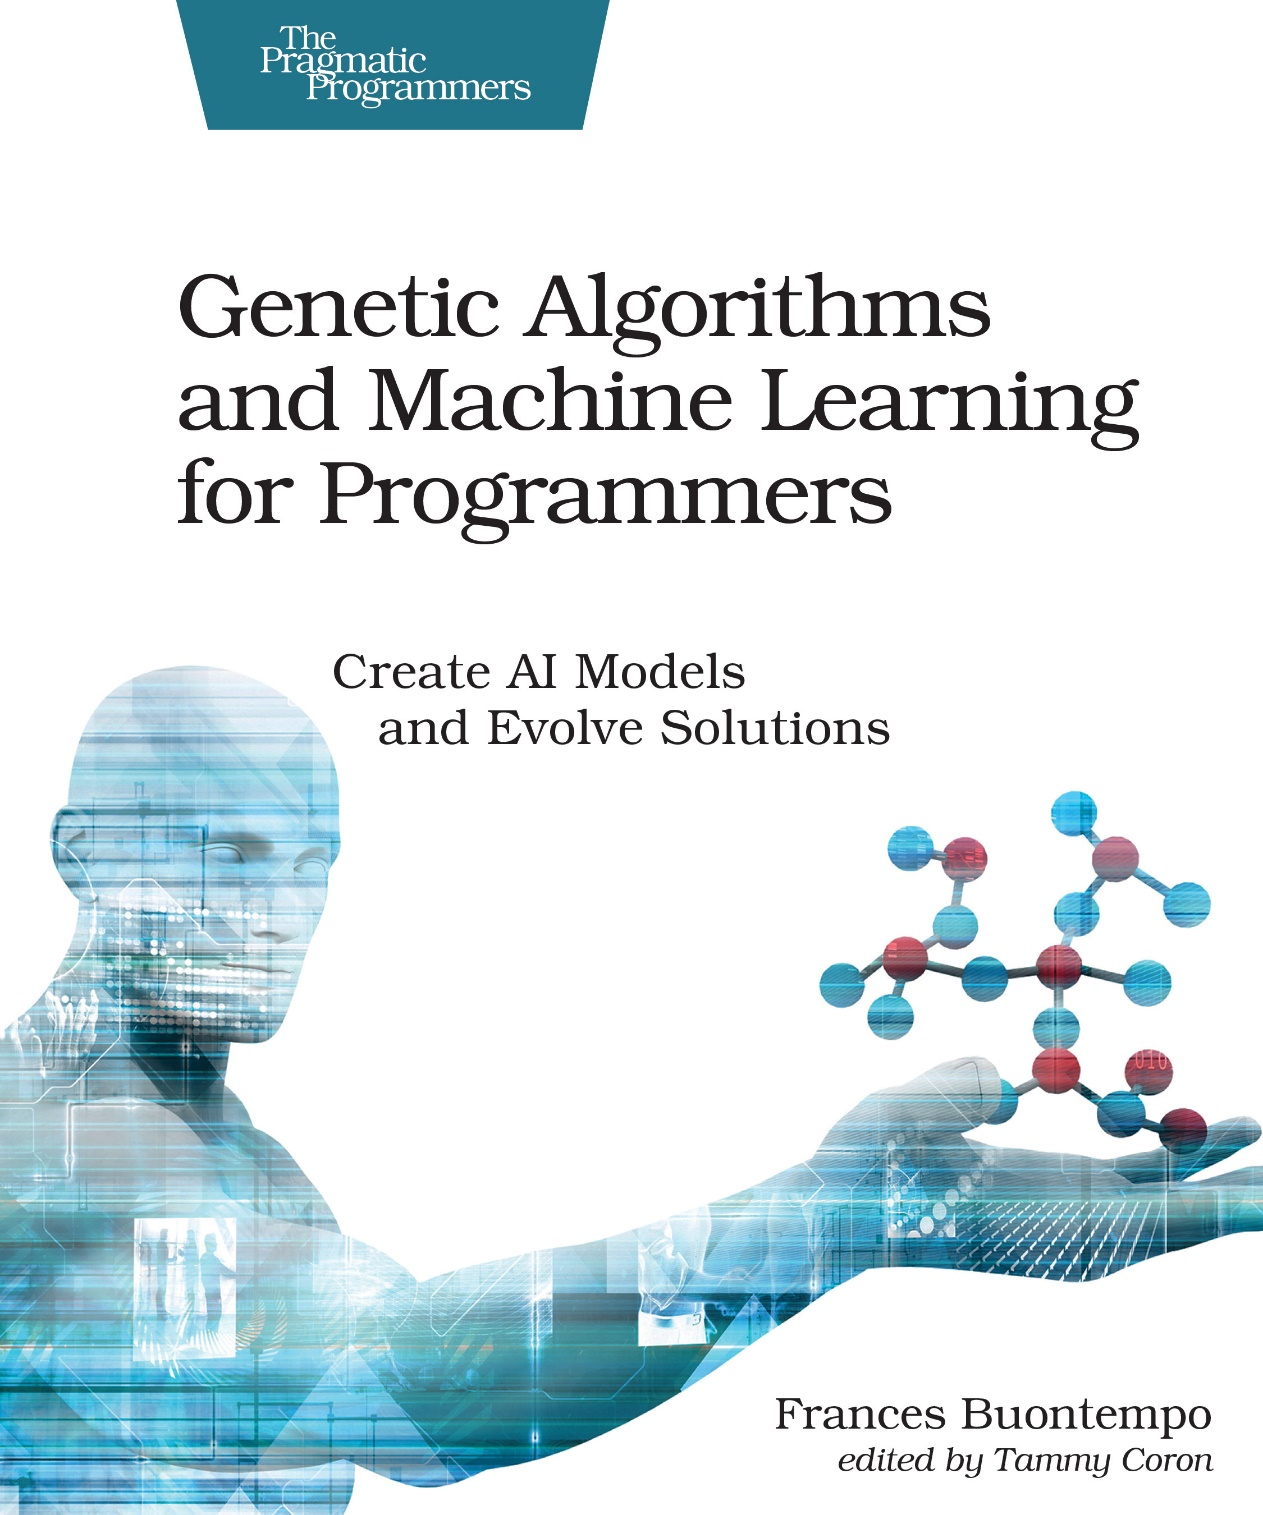 The
Pragmatic
Programmers
Genetic Algorithms
and Machine Learning
for Programmers
Create AI Models
and Evolve Solutions
010
Frances Buontempo
edited by Tammy Coron